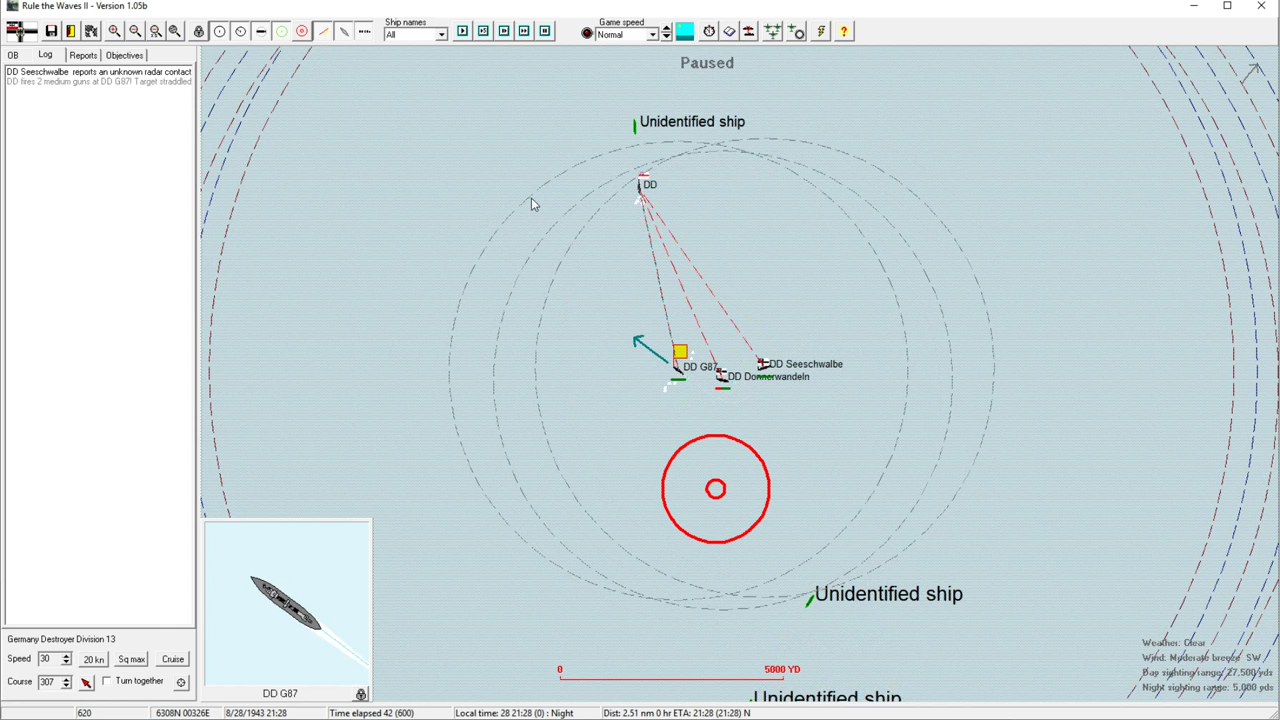 Rule the Waves II - Version 1.05b
Ship names
All
Game speed
Normal
OB
Log
Reports
Objectives
DD Seeschwalbe reports an unknown radar contact
DD fires 2 medium guns at DD G87! Target straddled
Paused
Unidentified ship
DD
DD G87
DD Seeschwalbe
DD Donnerwandeln
Unidentified ship
Unidentified ship
0
5000 YD
Weather: Clear
Wind: Moderate breeze SW
Day sighting range: 27,500 yds
Night sighting range: 5,000 yds
Germany Destroyer Division 13
Speed 30 20 kn Sq max Cruise
Course 307 Turn together
DD G87
620
6308N 00326E
8/28/1943 21:28
Time elapsed 42 (600)
Local time: 28 21:28 (0) : Night
Dist: 2.51 nm 0 hr ETA: 21:28 (21:28) N